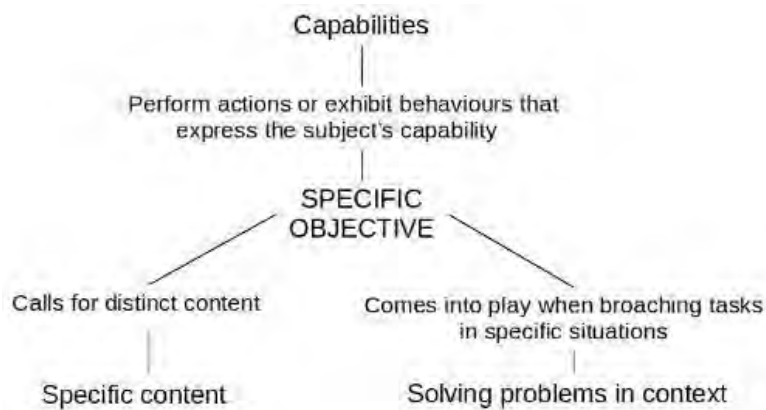 Capabilities
Perform actions or exhibit behaviours that
express the subject's capability
SPECIFIC
OBJECTIVE
Calls for distinct content
Comes into play when broaching tasks
in specific situations
Specific content
Solving problems in context